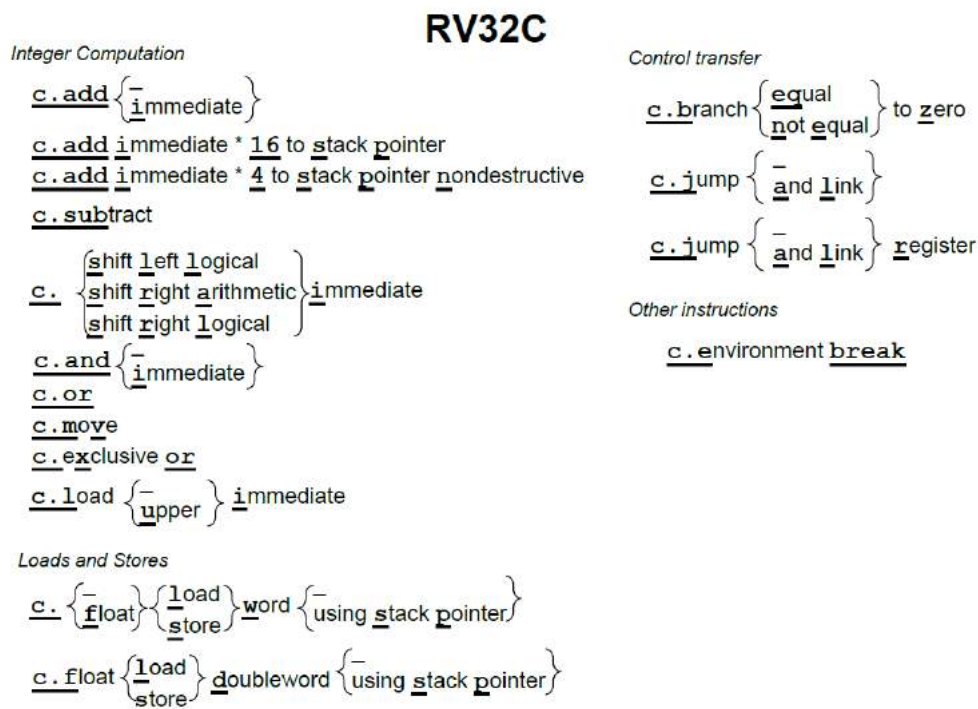 RV32C
Integer Computation
c.add { – immediate }
c.add immediate * 16 to stack pointer
c.add immediate * 4 to stack pointer nondestructive
c.subtract
shift left logical
c. { shift right arithmetic } immediate
shift right logical
c.and { – immediate }
c.or
c.move
c.exclusive or
c.load { – upper } immediate
Loads and Stores
c. { – float } { load store } word { – using stack pointer }
c.float { load store } doubleword { – using stack pointer }
Control transfer
c.branch { equal not equal } to zero
c.jump { – and link }
c.jump { – and link } register
Other instructions
c.environment break